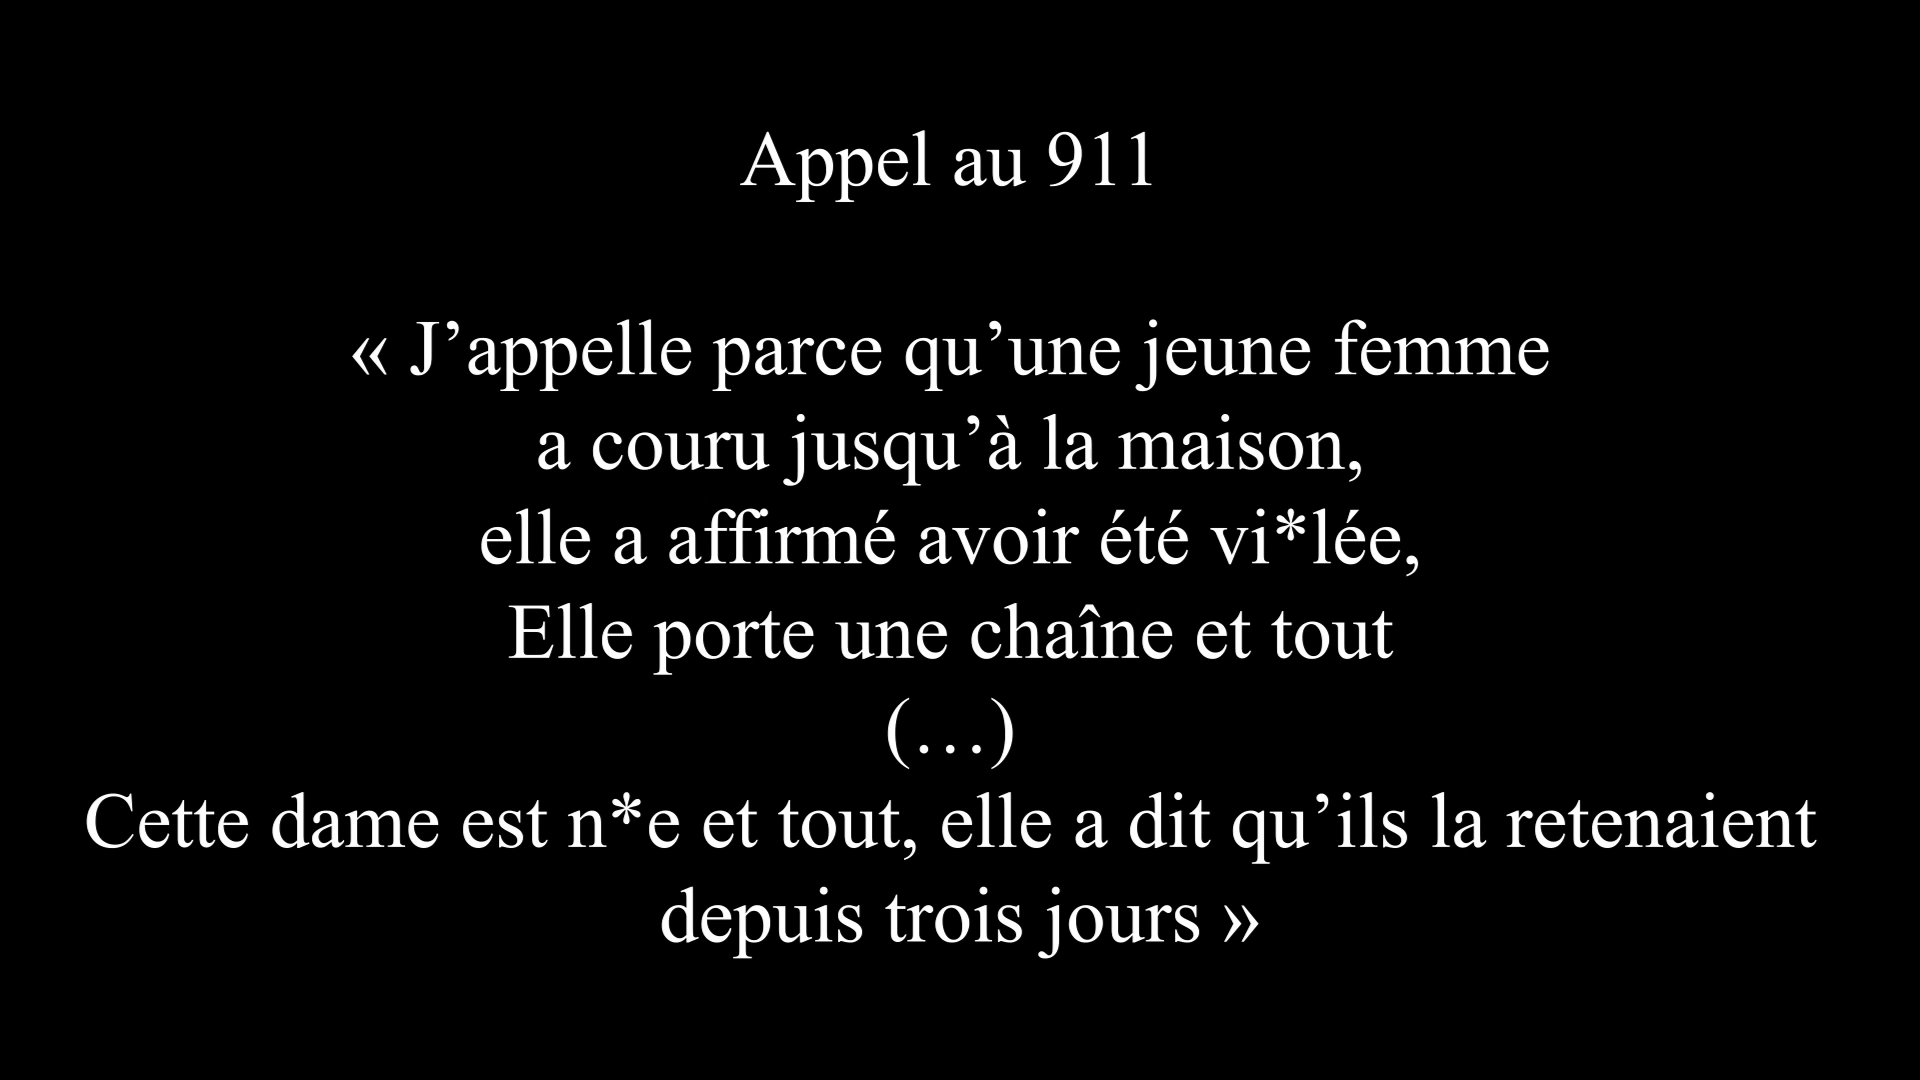 Appel au 911
« J’appelle parce qu’une jeune femme
a couru jusqu’à la maison,
elle a affirmé avoir été vi*lée,
Elle porte une chaîne et tout
(…)
Cette dame est n*e et tout, elle a dit qu’ils la retenaient
depuis trois jours »